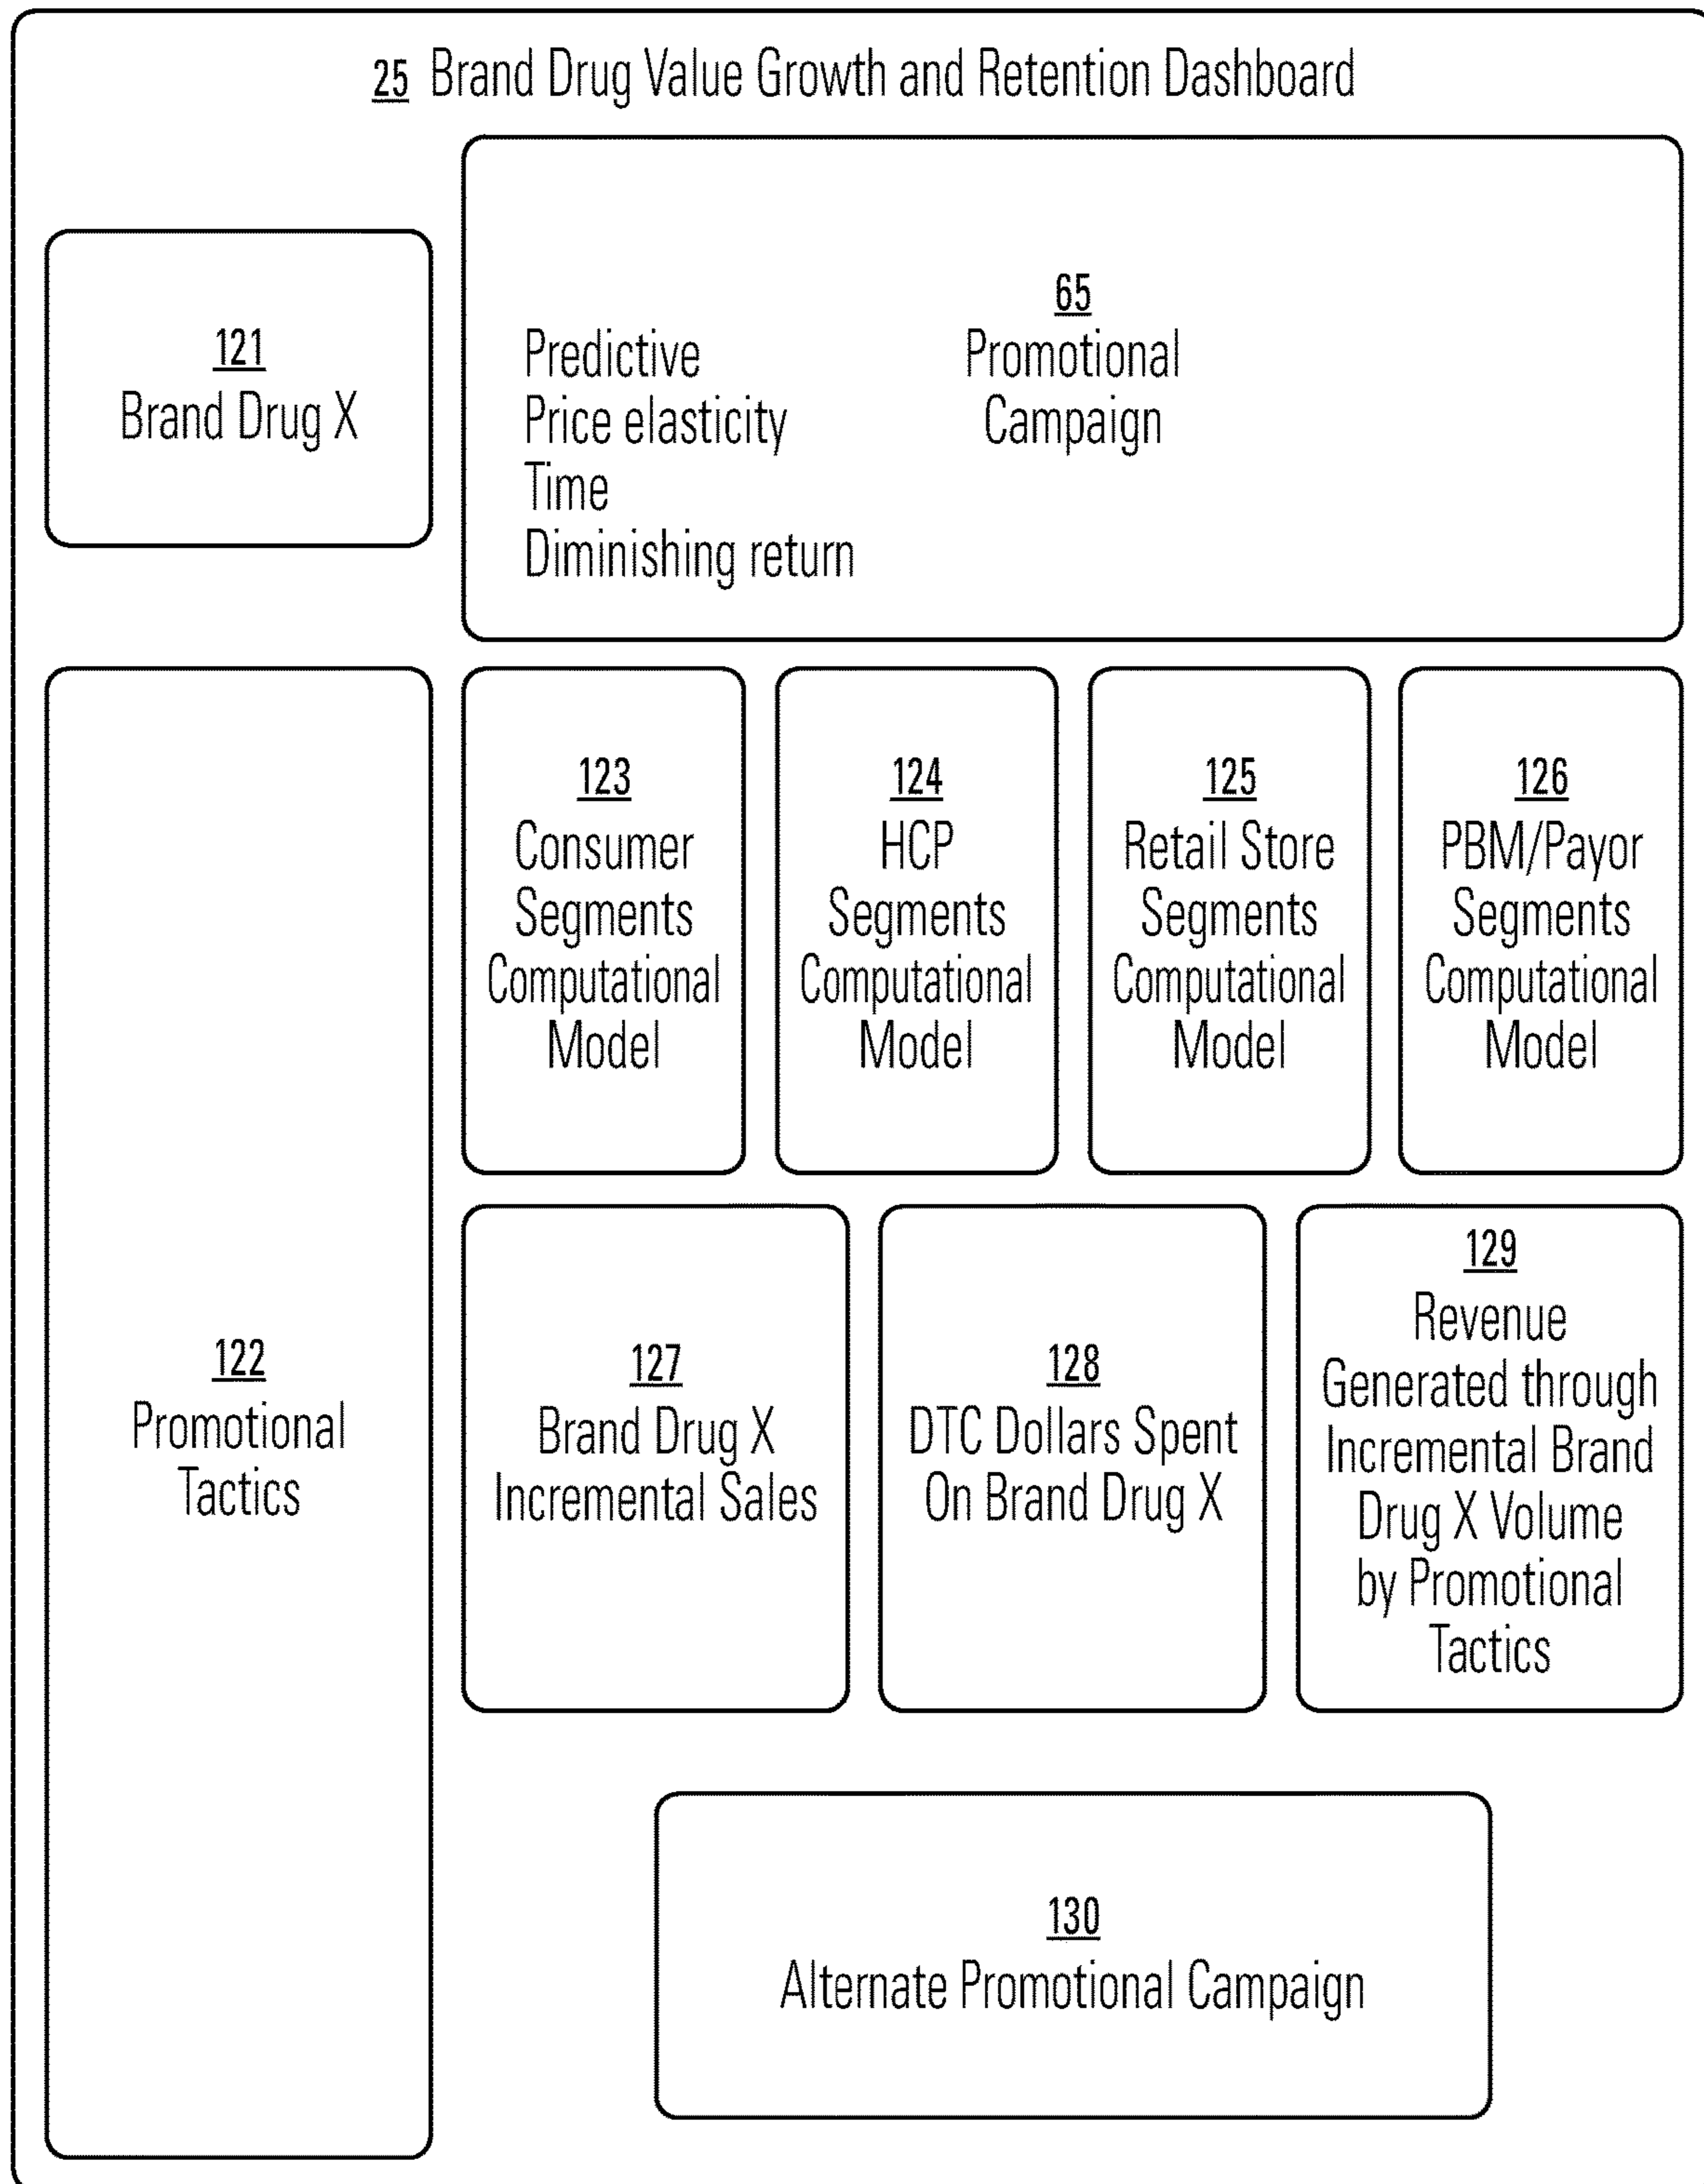 25 Brand Drug Value Growth and Retention Dashboard
121
Brand Drug X
Predictive
Price elasticity
Time
Diminishing return
65
Promotional
Campaign
122
Promotional
Tactics
123
Consumer
Segments
Computational
Model
124
HCP
Segments
Computational
Model
125
Retail Store
Segments
Computational
Model
126
PBM/Payor
Segments
Computational
Model
127
Brand Drug X
Incremental Sales
128
DTC Dollars Spent
On Brand Drug X
129
Revenue
Generated through
Incremental Brand
Drug X Volume
by Promotional
Tactics
130
Alternate Promotional Campaign